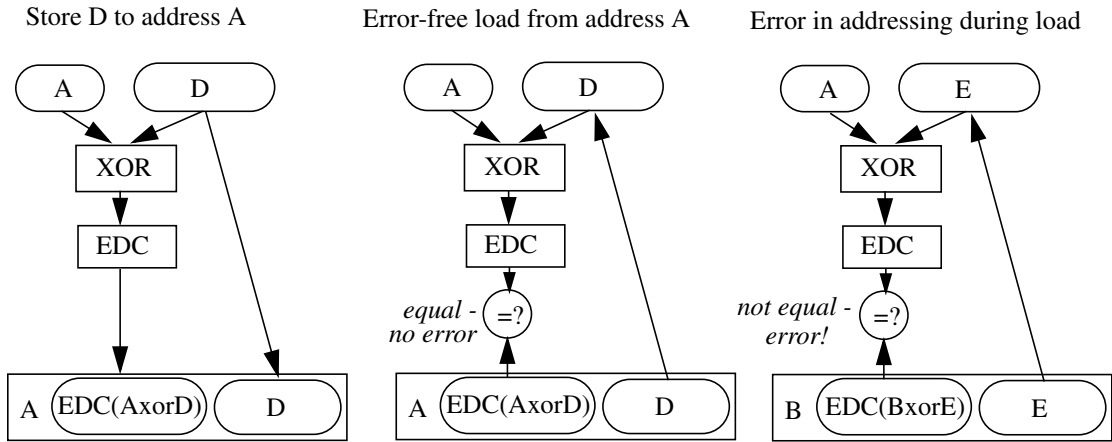 Store D to address A
A
D
XOR
EDC
A
EDC(AxorD)
D
Error-free load from address A
A
D
XOR
EDC
equal -
no error
=?
A
EDC(AxorD)
D
Error in addressing during load
A
E
XOR
EDC
not equal -
error!
=?
B
EDC(BxorE)
E